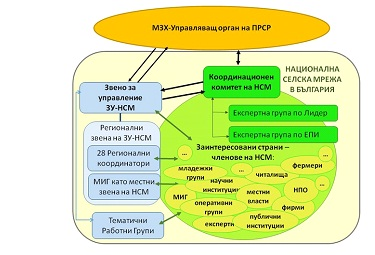 МЗХ-Управляващ орган на ПРСР
НАЦИОНАЛНА
СЕЛСКА МРЕЖА
В БЪЛГАРИЯ
Координационен
комитет на НСМ
Звено за
управление
ЗУ-НСМ
Експертна група по Лидер
Експертна група по ЕПИ
Регионални
звена на ЗУ-НСМ
28 Регионални
координатори
МИГ като местни
звена на НСМ
Тематични
Работни Групи
Заинтересовани страни –
членове на НСМ:
...
...
фермери
младежки
групи
читалища
научни
институции
...
НПО
МИГ
местни
власти
оперативни
групи
фирми
експерти
публични
институции